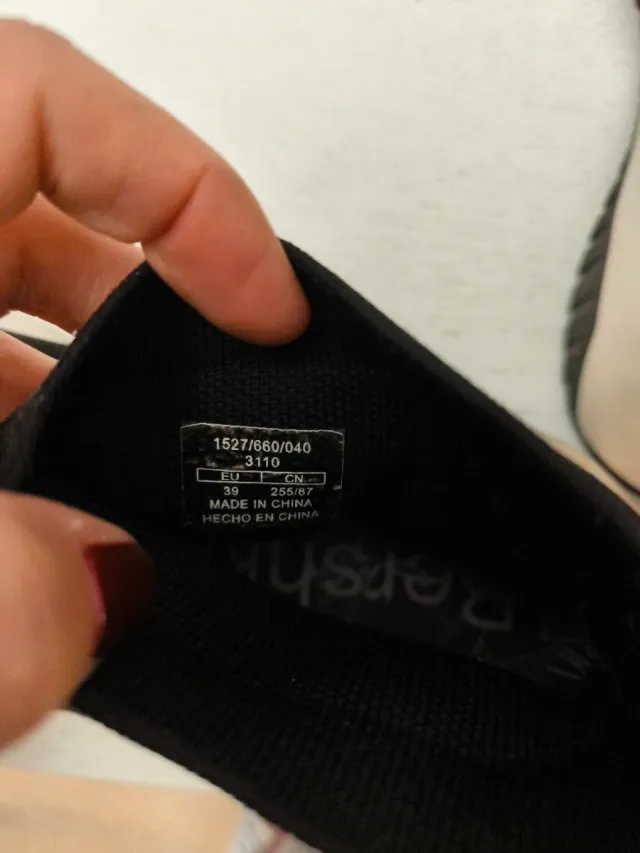 1527/660/040
3110
EU CN
39 255/87
MADE IN CHINA
HECHO EN CHINA